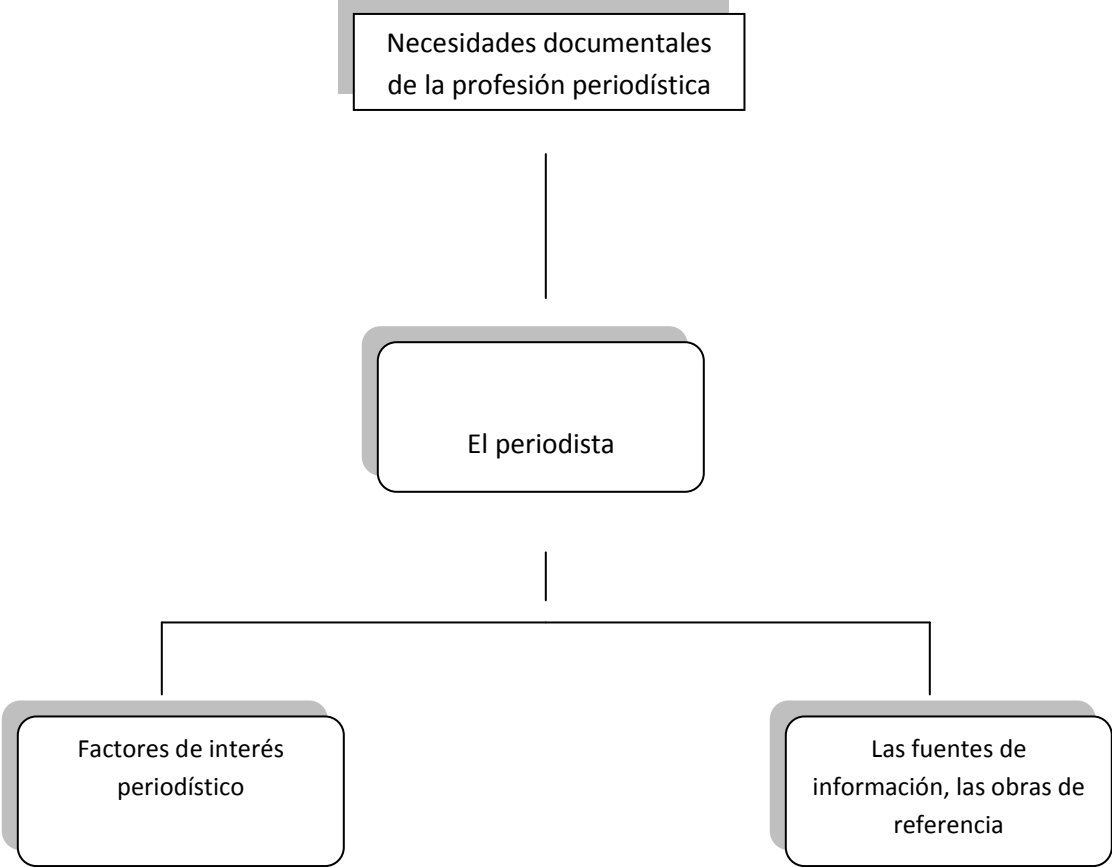 Necesidades documentales
de la profesión periodística
El periodista
Factores de interés
periodístico
Las fuentes de
información, las obras de
referencia